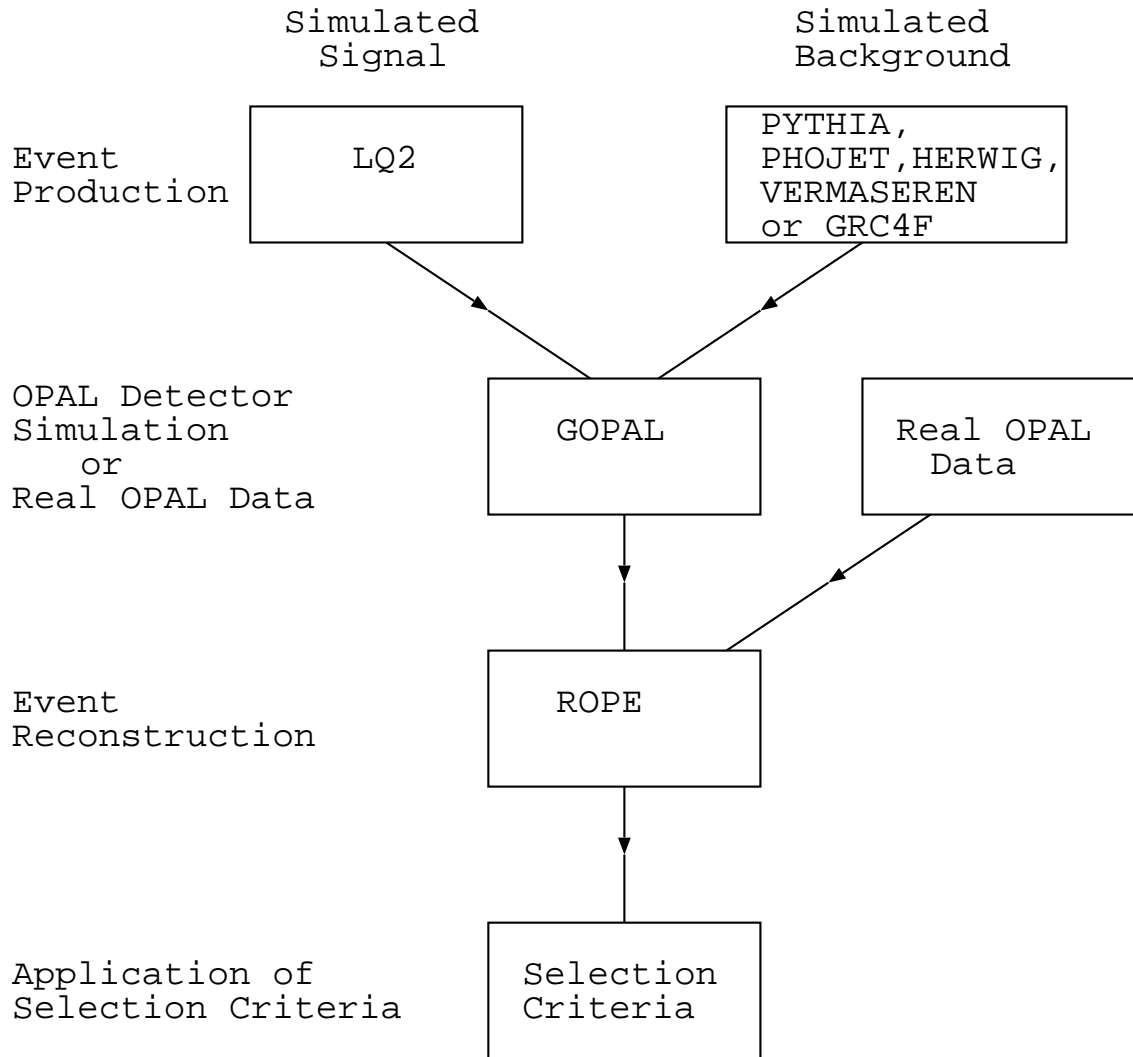 Simulated
Signal
Simulated
Background
Event
Production
LQ2
PYTHIA,
PHOJET,HERWIG,
VERMASEREN
or GRC4F
OPAL Detector
Simulation
or
Real OPAL Data
GOPAL
Real OPAL
Data
Event
Reconstruction
ROPE
Application of
Selection Criteria
Selection
Criteria